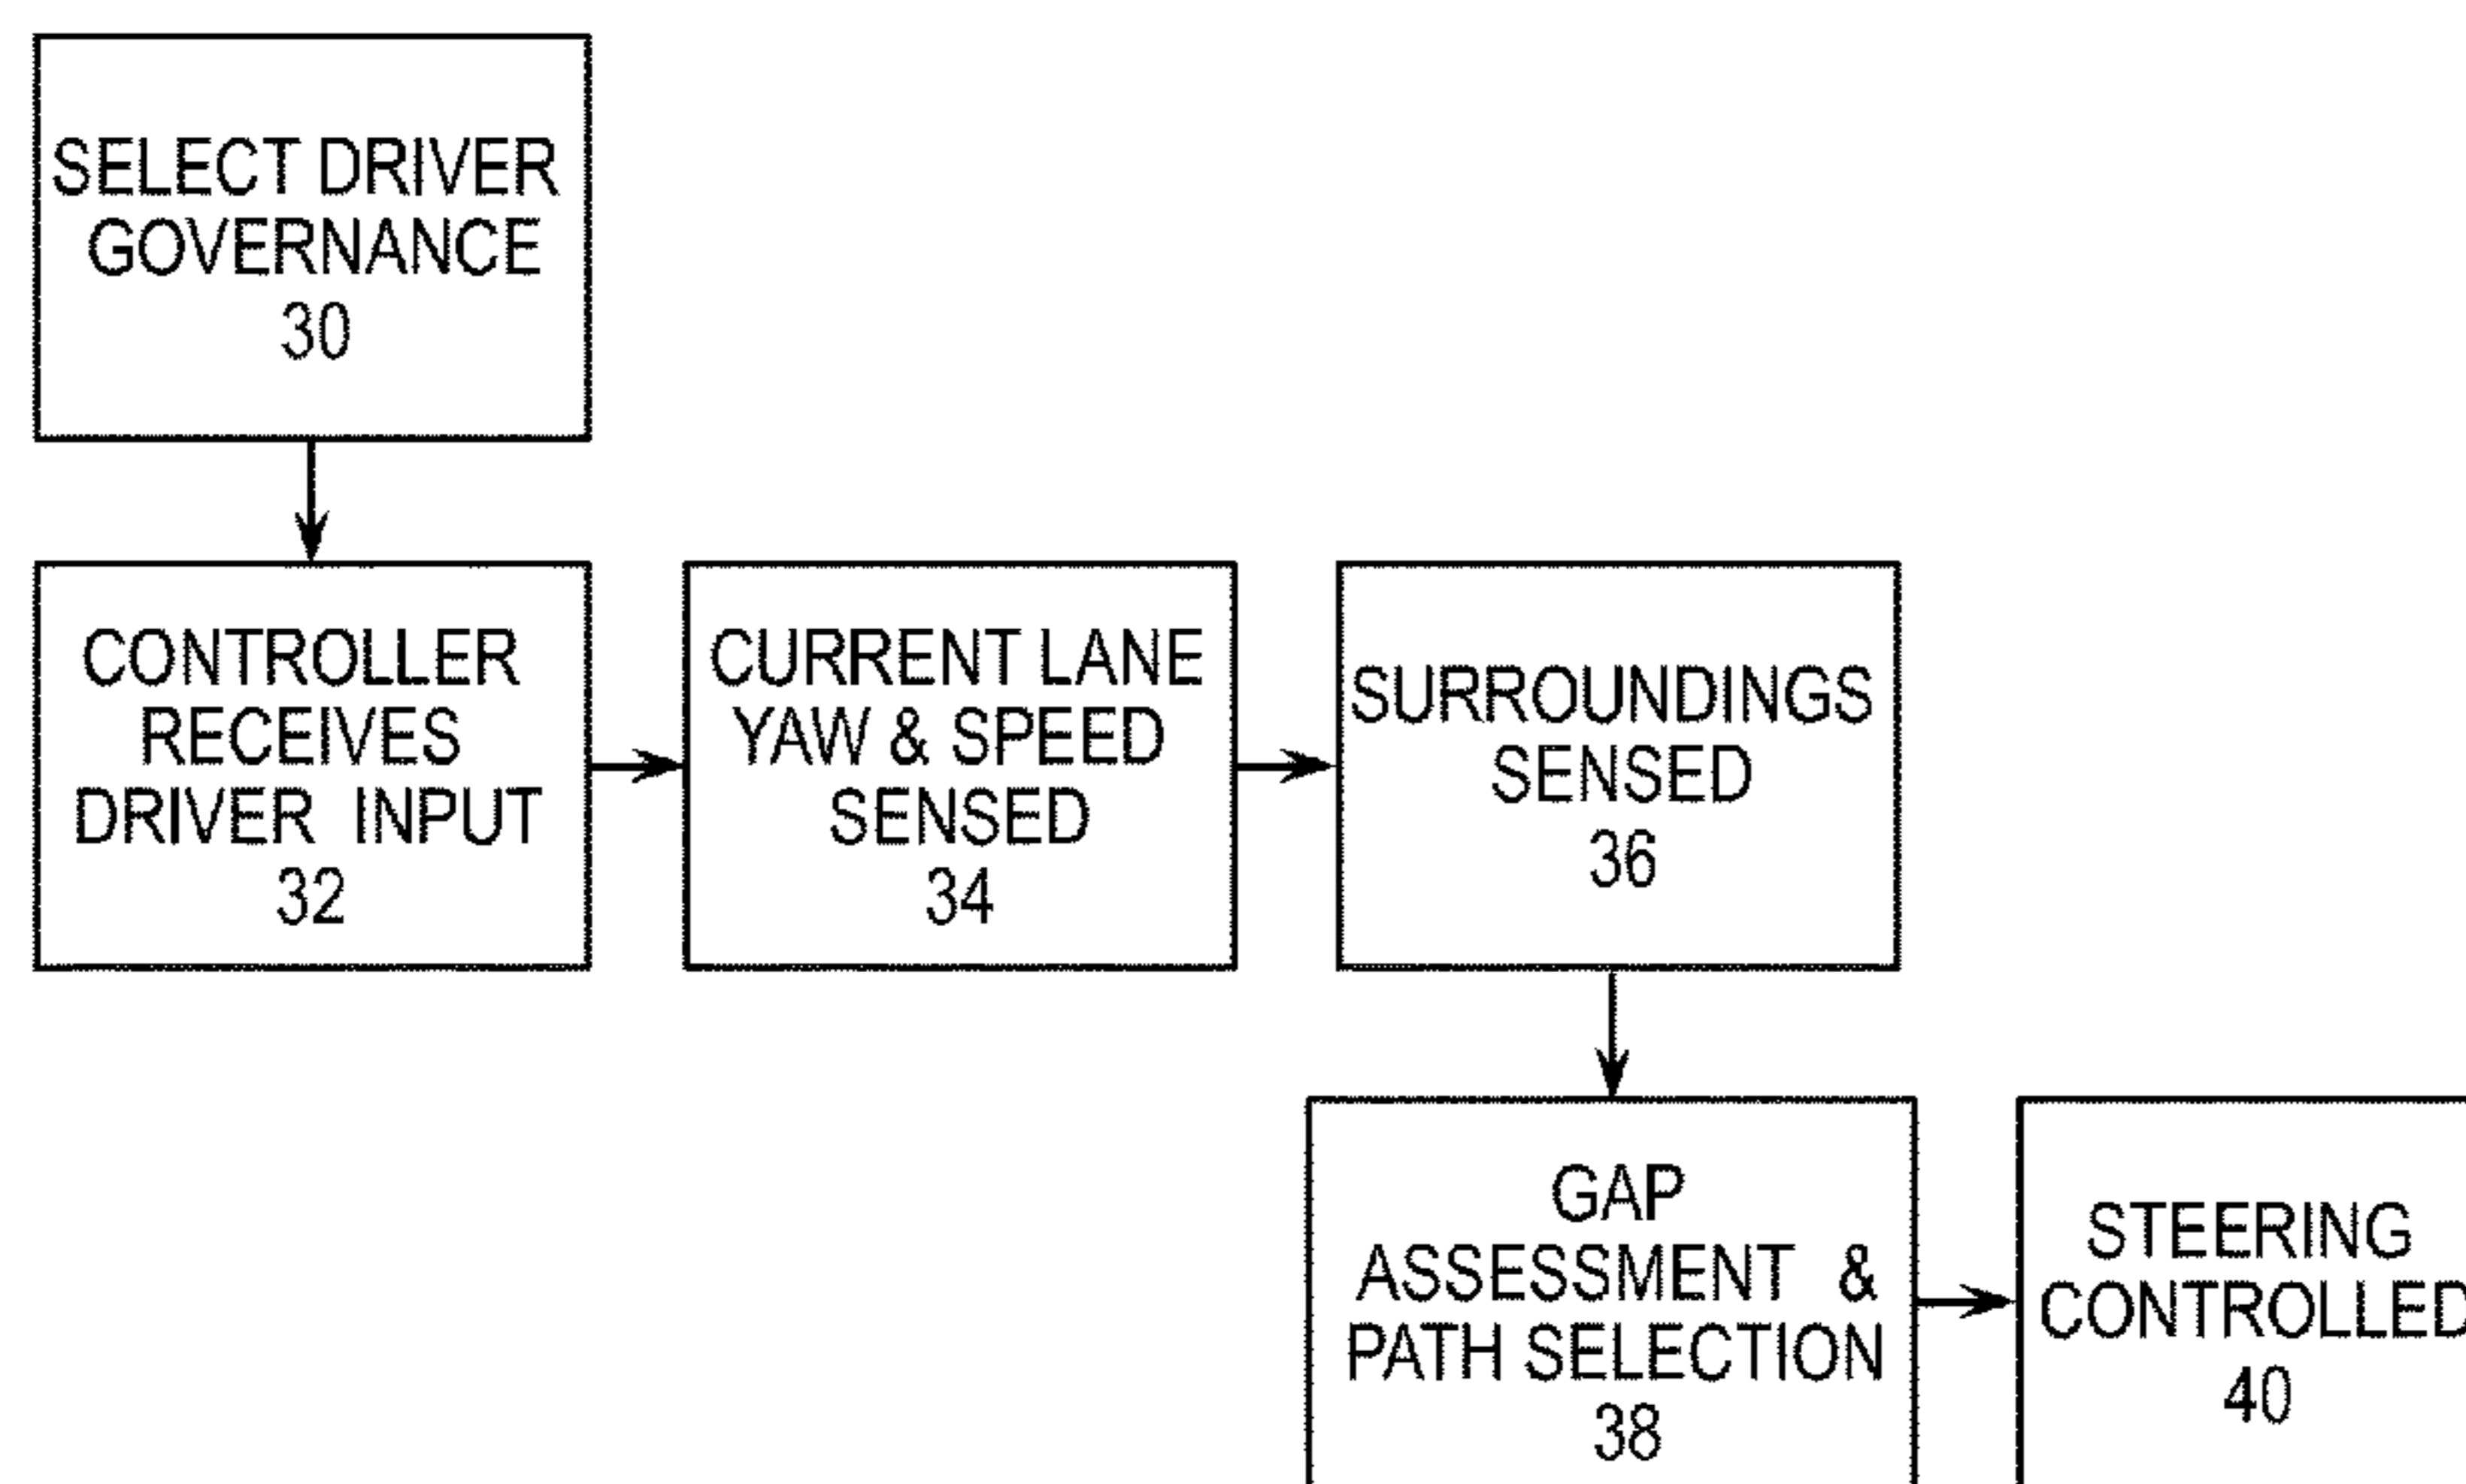 SELECT DRIVER
GOVERNANCE
30
CONTROLLER
RECEIVES
DRIVER INPUT
32
CURRENT LANE
YAW & SPEED
SENSED
34
SURROUNDINGS
SENSED
36
GAP
ASSESSMENT &
PATH SELECTION
38
STEERING
CONTROLLED
40